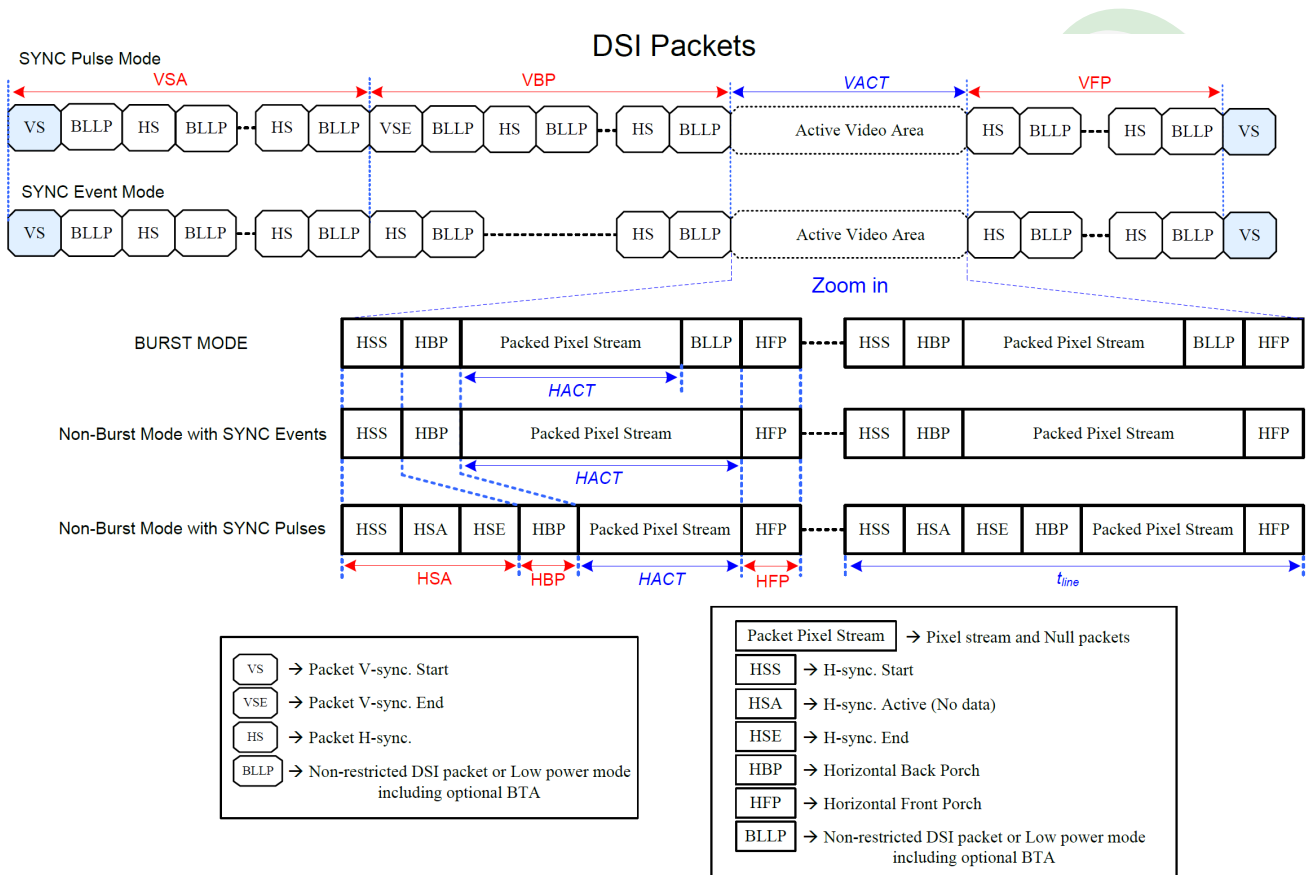 DSI Packets
SYNC Pulse Mode
VSA VBP VACT VFP
VS BLLP HS BLLP HS BLLP VSE BLLP HS BLLP HS BLLP Active Video Area HS BLLP HS BLLP VS
SYNC Event Mode
VS BLLP HS BLLP HS BLLP HS BLLP HS BLLP Active Video Area HS BLLP HS BLLP VS
Zoom in
BURST MODE HSS HBP Packed Pixel Stream BLLP HFP HSS HBP Packed Pixel Stream BLLP HFP
HACT
Non-Burst Mode with SYNC Events HSS HBP Packed Pixel Stream HFP HSS HBP Packed Pixel Stream HFP
HACT
Non-Burst Mode with SYNC Pulses HSS HSA HSE HBP Packed Pixel Stream HFP HSS HSA HSE HBP Packed Pixel Stream HFP
HSA HBP HACT HFP tline
VS → Packet V-sync. Start
VSE → Packet V-sync. End
HS → Packet H-sync.
BLLP → Non-restricted DSI packet or Low power mode
including optional BTA
Packet Pixel Stream → Pixel stream and Null packets
HSS → H-sync. Start
HSA → H-sync. Active (No data)
HSE → H-sync. End
HBP → Horizontal Back Porch
HFP → Horizontal Front Porch
BLLP → Non-restricted DSI packet or Low power mode
including optional BTA